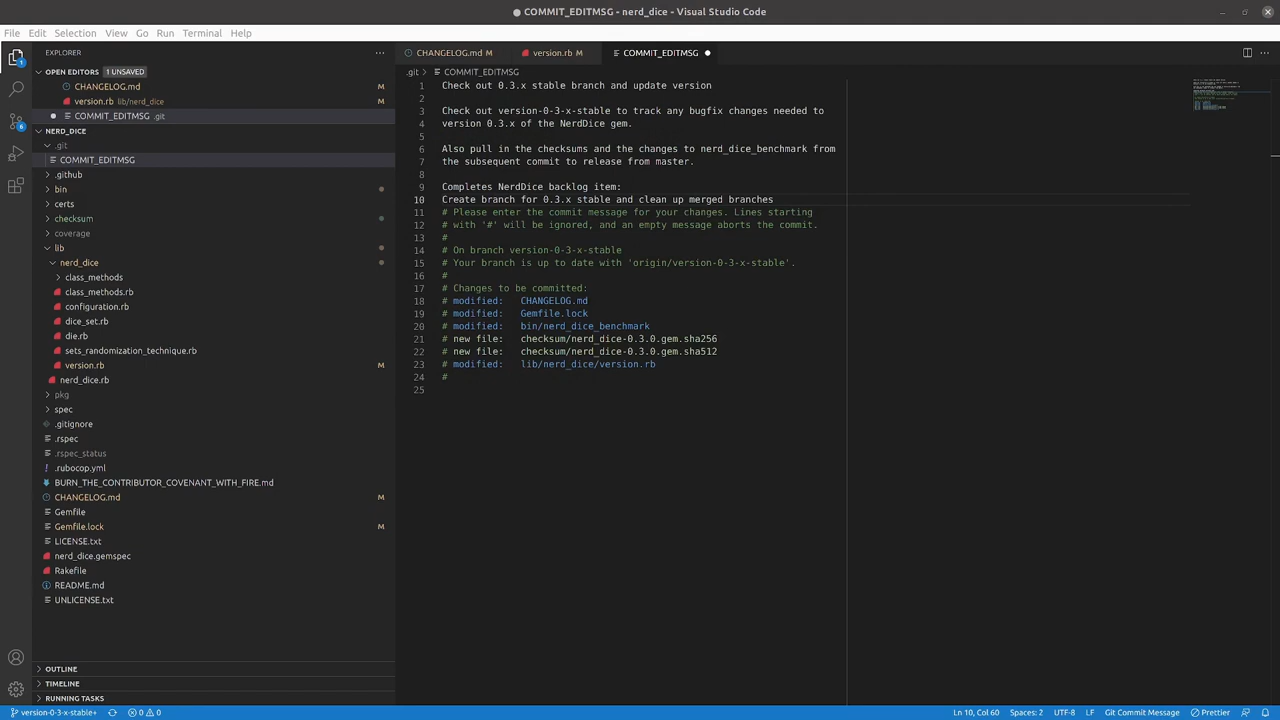 COMMIT_EDITMSG - nerd_dice - Visual Studio Code
File Edit Selection View Go Run Terminal Help
EXPLORER
OPEN EDITORS 1 UNSAVED
CHANGELOG.md M
version.rb lib/nerd_dice M
COMMIT_EDITMSG .git
NERD_DICE
.git
COMMIT_EDITMSG
.github
bin
certs
checksum
coverage
lib
nerd_dice
class_methods
class_methods.rb
configuration.rb
dice_set.rb
die.rb
sets_randomization_technique.rb
version.rb M
nerd_dice.rb
pkg
spec
.gitignore
.rspec
.rspec_status
.rubocop.yml
BURN_THE_CONTRIBUTOR_COVENANT_WITH_FIRE.md
CHANGELOG.md M
Gemfile
Gemfile.lock M
LICENSE.txt
nerd_dice.gemspec
Rakefile
README.md
UNLICENSE.txt
OUTLINE
TIMELINE
RUNNING TASKS
1
6
CHANGELOG.md M version.rb M COMMIT_EDITMSG
.git > COMMIT_EDITMSG
1 Check out 0.3.x stable branch and update version
2
3 Check out version-0-3-x-stable to track any bugfix changes needed to
4 version 0.3.x of the NerdDice gem.
5
6 Also pull in the checksums and the changes to nerd_dice_benchmark from
7 the subsequent commit to release from master.
8
9 Completes NerdDice backlog item:
10 Create branch for 0.3.x stable and clean up merged branches
11 # Please enter the commit message for your changes. Lines starting
12 # with '#' will be ignored, and an empty message aborts the commit.
13 #
14 # On branch version-0-3-x-stable
15 # Your branch is up to date with 'origin/version-0-3-x-stable'.
16 #
17 # Changes to be committed:
18 # modified: CHANGELOG.md
19 # modified: Gemfile.lock
20 # modified: bin/nerd_dice_benchmark
21 # new file: checksum/nerd_dice-0.3.0.gem.sha256
22 # new file: checksum/nerd_dice-0.3.0.gem.sha512
23 # modified: lib/nerd_dice/version.rb
24 #
25
version-0-3-x-stable+ 0 0 Ln 10, Col 60 Spaces: 2 UTF-8 LF Git Commit Message Prettier